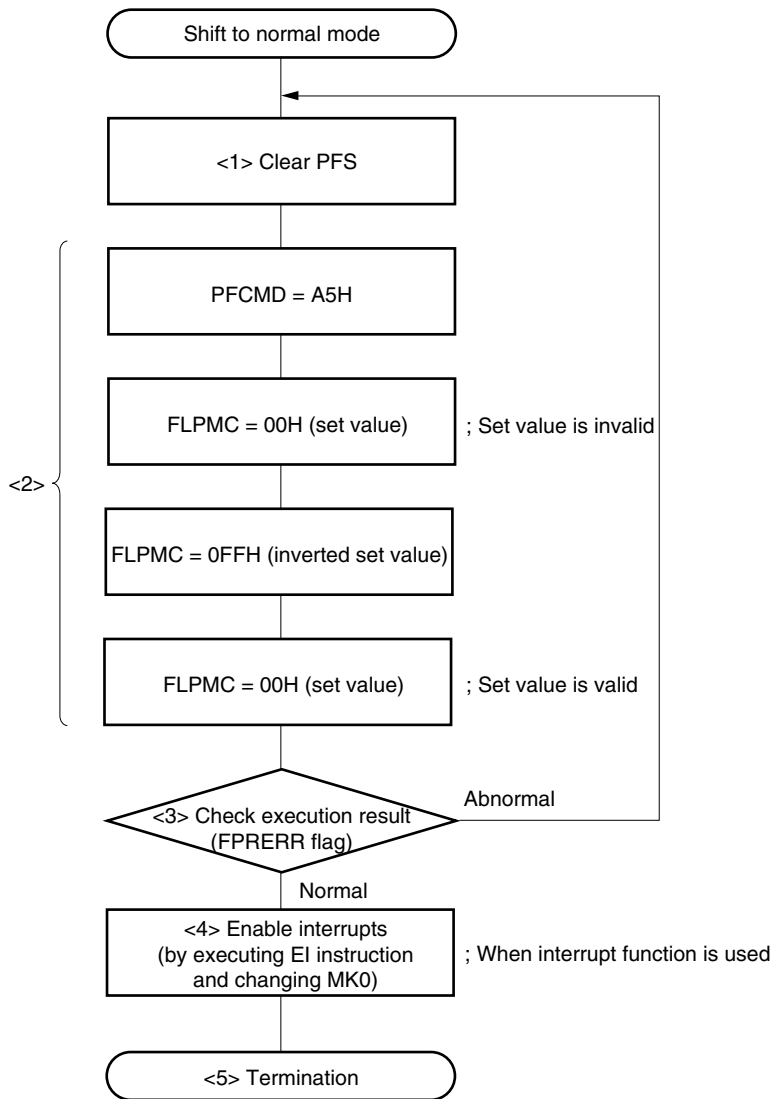 Shift to normal mode
<1> Clear PFS
PFCMD = A5H
FLPMC = 00H (set value)
; Set value is invalid
<2>
FLPMC = 0FFH (inverted set value)
FLPMC = 00H (set value)
; Set value is valid
<3> Check execution result
(FPRERR flag)
Abnormal
Normal
<4> Enable interrupts
(by executing EI instruction
and changing MK0)
; When interrupt function is used
<5> Termination